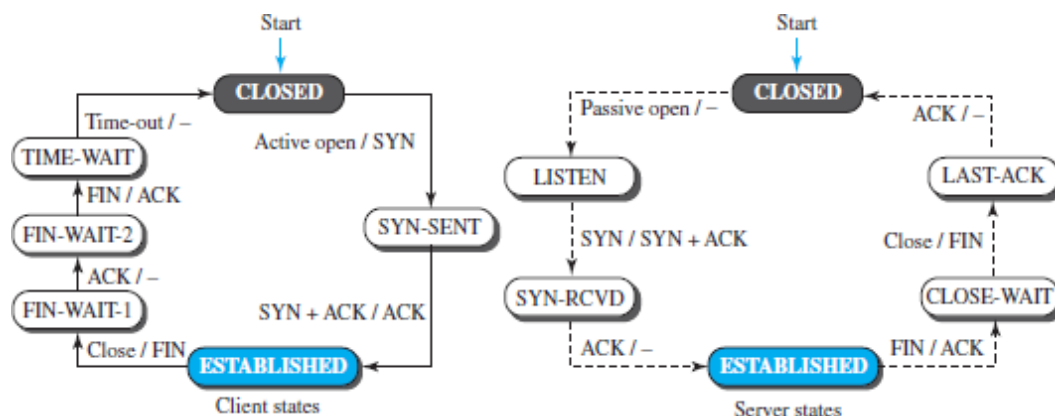 Start
CLOSED
Time-out / –
Active open / SYN
TIME-WAIT
FIN / ACK
SYN-SENT
FIN-WAIT-2
ACK / –
FIN-WAIT-1
SYN + ACK / ACK
Close / FIN
ESTABLISHED
Client states
Start
CLOSED
Passive open / –
ACK / –
LISTEN
LAST-ACK
SYN / SYN + ACK
Close / FIN
SYN-RCVD
CLOSE-WAIT
ACK / –
FIN / ACK
ESTABLISHED
Server states